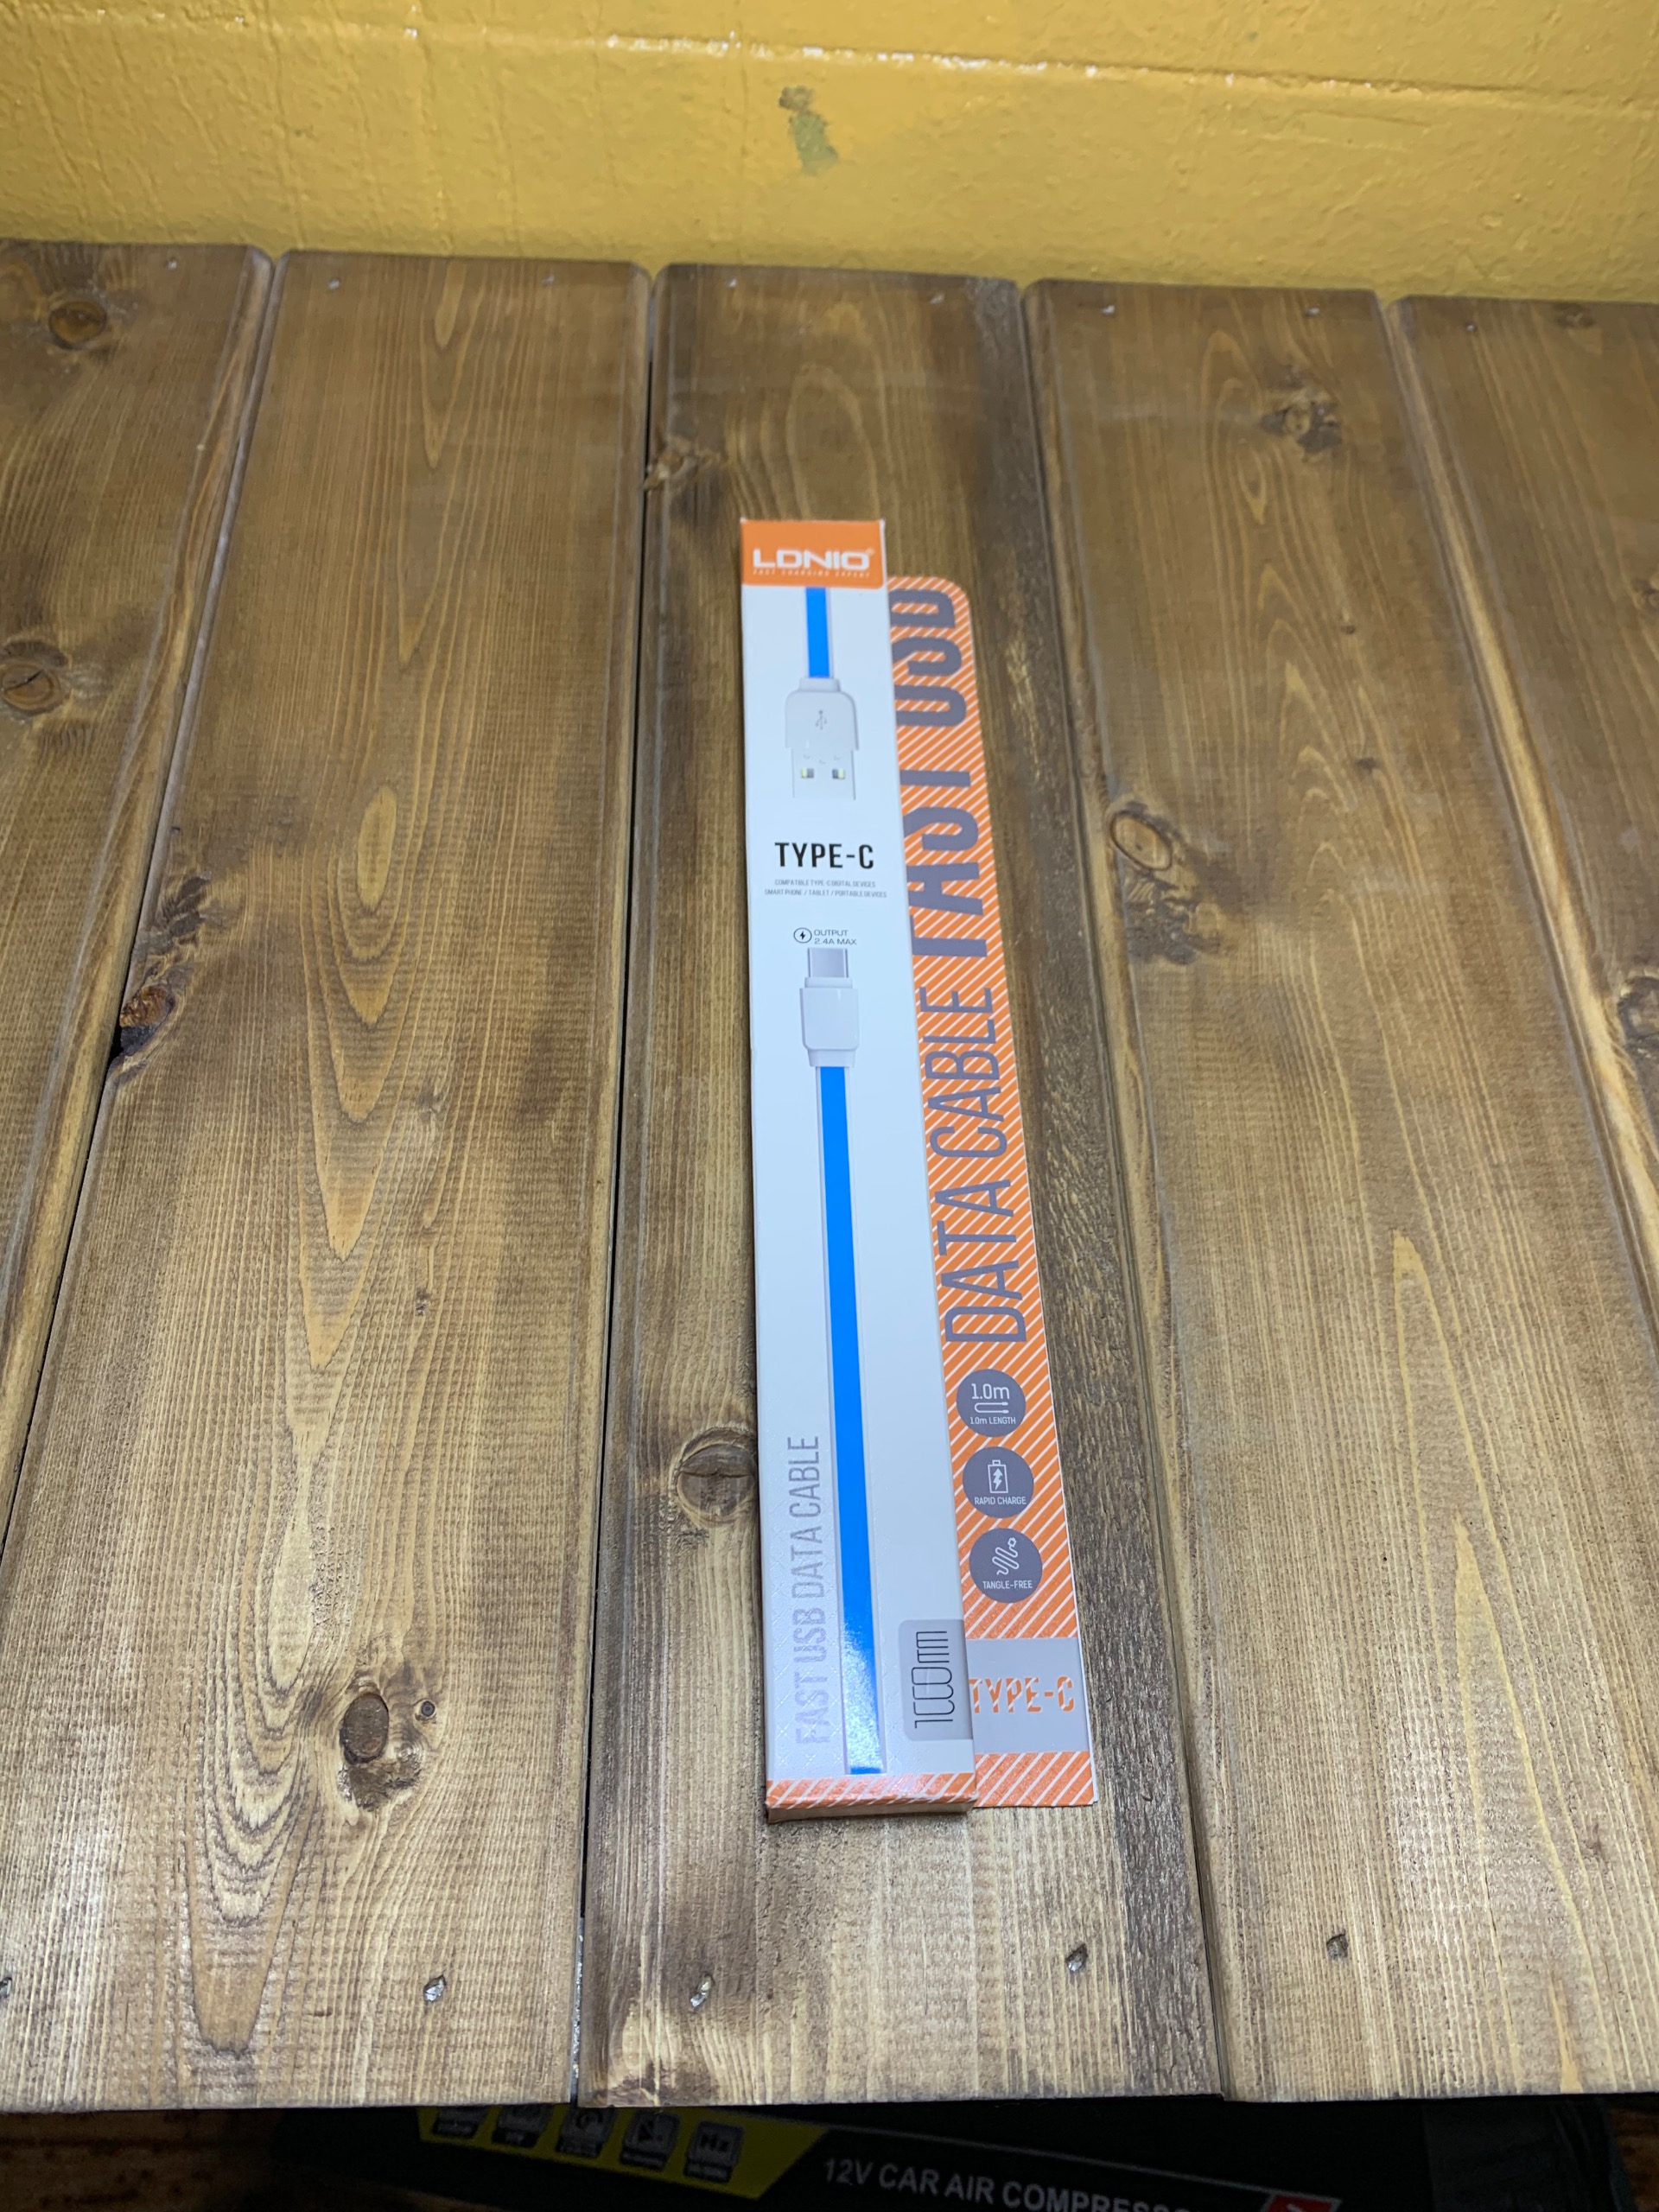 LDNIO®
FAST CHARGING EXPERT
TYPE-C
COMPATIBLE TYPE-C DIGITAL DEVICES
SMART PHONE / TABLET / PORTABLE DEVICES
OUTPUT
2.4A MAX
FAST USB DATA CABLE
1000mm
DATA CABLE FAST USB
1.0m
1.0m LENGTH
RAPID CHARGE
TANGLE-FREE
TYPE-C
Hz
12V CAR AIR COMPRESSO